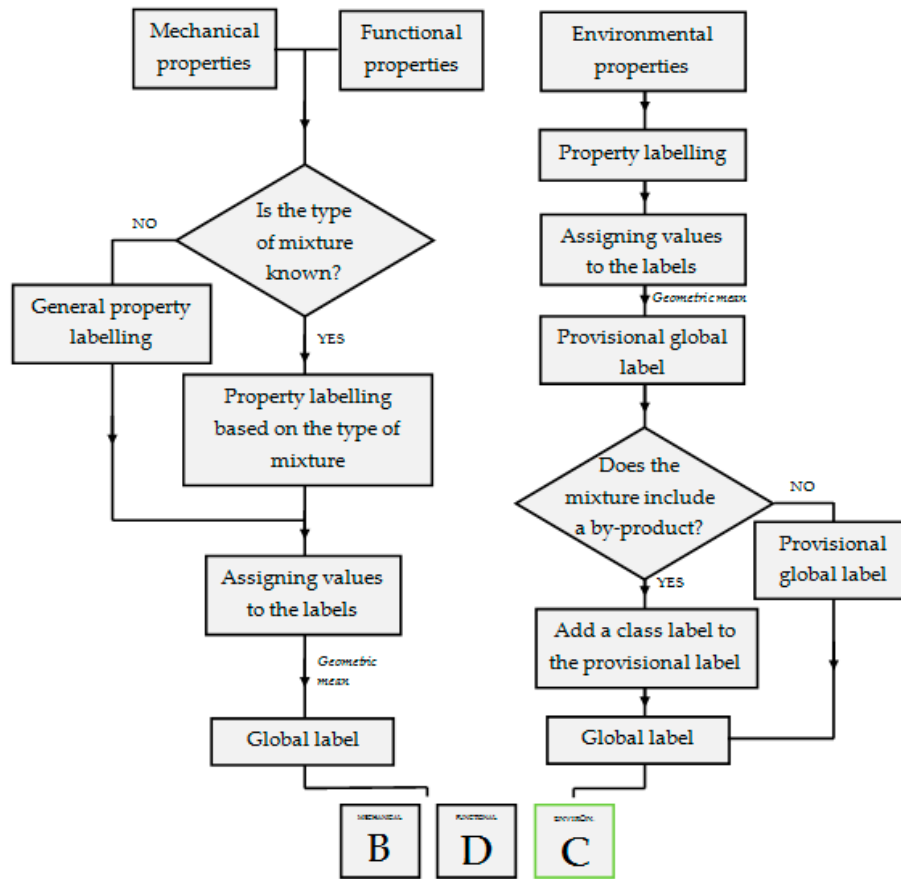 Mechanical
properties
Functional
properties
Is the type
of mixture
known?
NO
General property
labelling
YES
Property labelling
based on the type of
mixture
Assigning values
to the labels
Geometric
mean
Global label
Environmental
properties
Property labelling
Assigning values
to the labels
Geometric mean
Provisional global
label
Does the
mixture include
a by-product?
NO
Provisional
global label
YES
Add a class label to
the provisional label
Global label
MECHANICAL
B
FUNCTIONAL
D
ENVIRON.
C